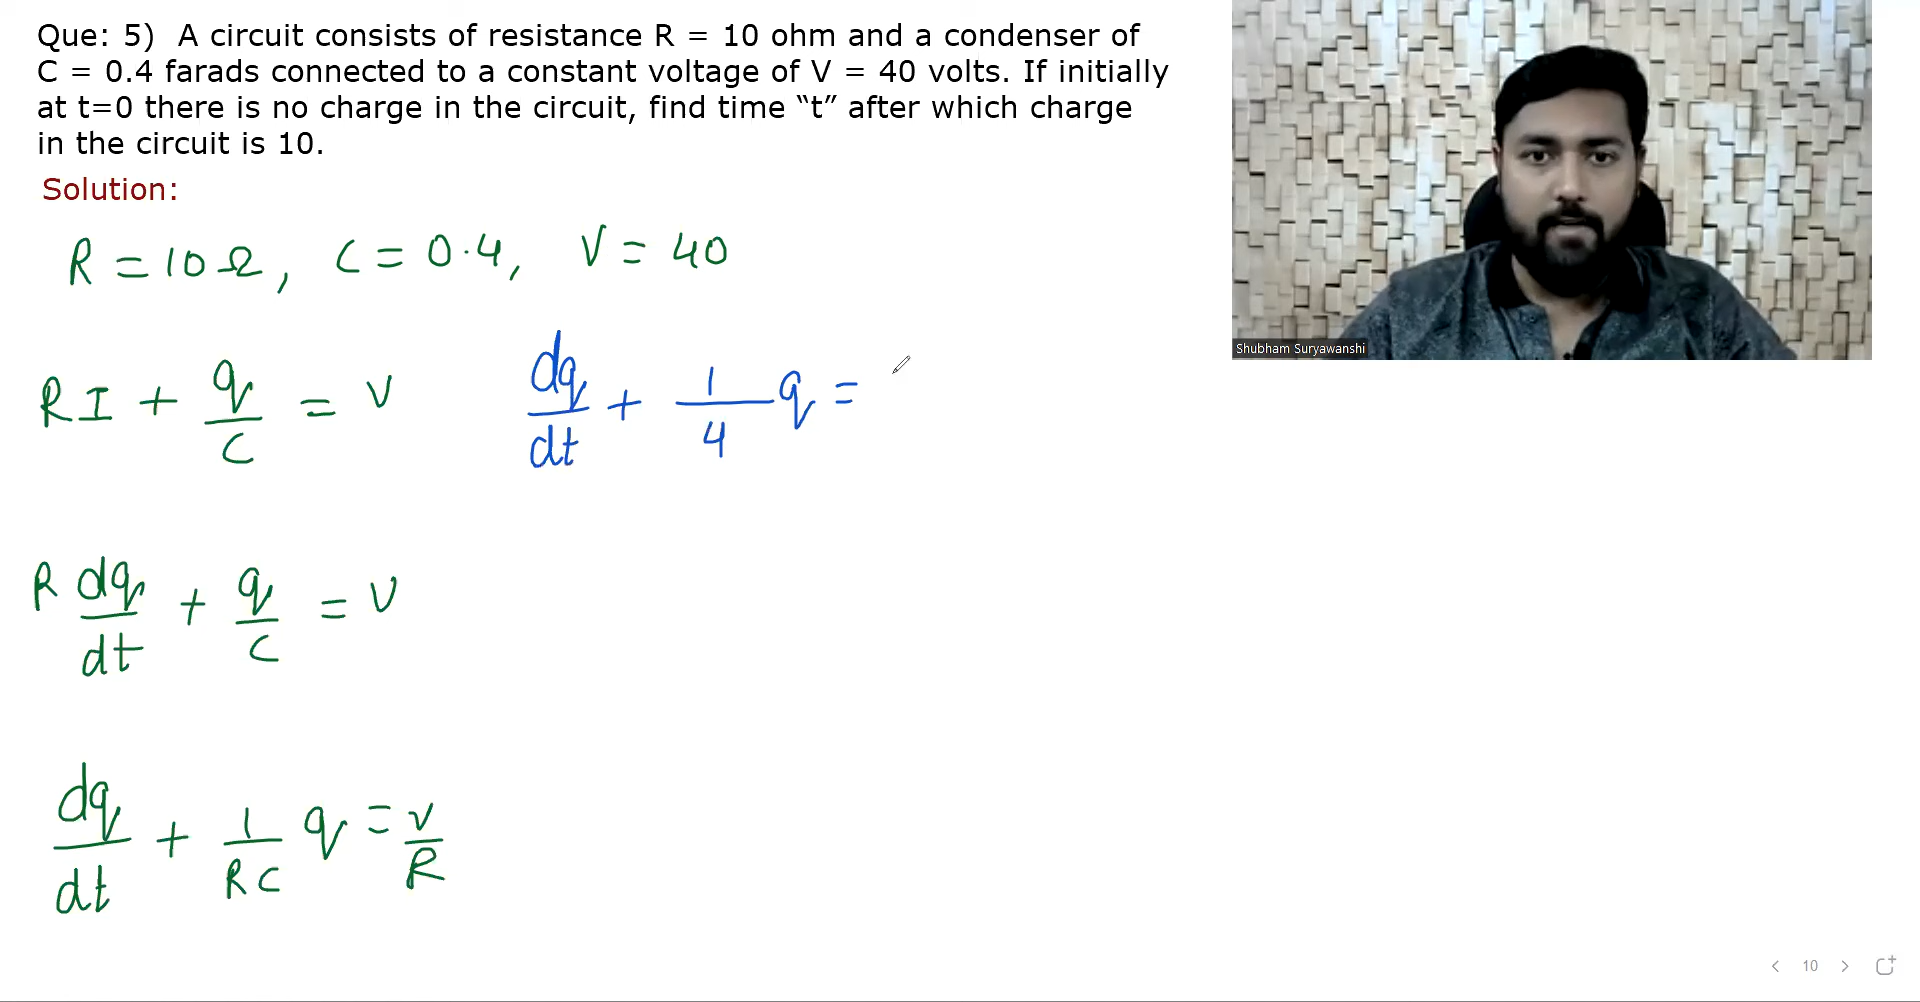 Que: 5) A circuit consists of resistance R = 10 ohm and a condenser of
C = 0.4 farads connected to a constant voltage of V = 40 volts. If initially
at t=0 there is no charge in the circuit, find time “t” after which charge
in the circuit is 10.
Solution:
R = 10 Ω, C = 0.4, V = 40
RI + q/C = V
R dq/dt + q/C = V
dq/dt + 1/RC q = V/R
dq/dt + 1/4 q =
Shubham Suryawanshi
10